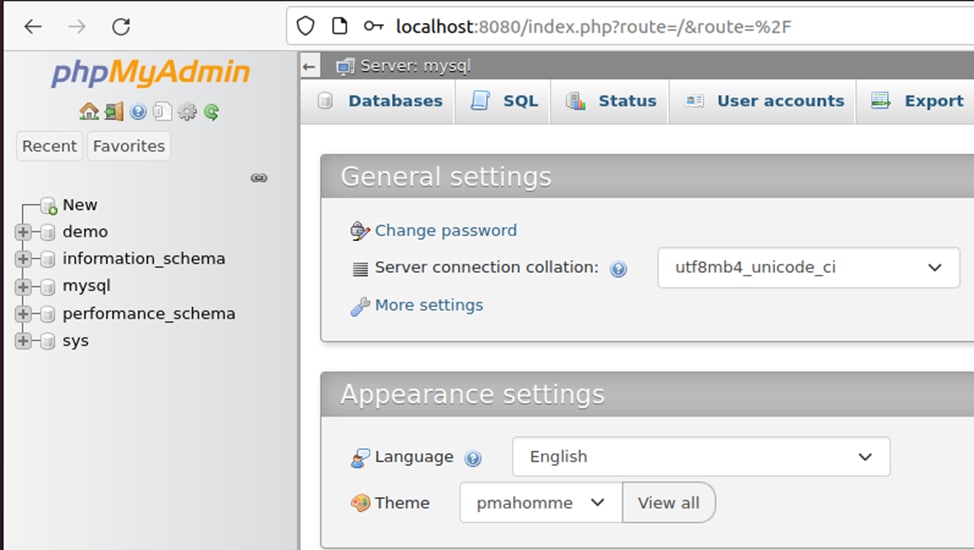 localhost:8080/index.php?route=/&route=%2F
phpMyAdmin
Recent Favorites
New
demo
information_schema
mysql
performance_schema
sys
Server: mysql
Databases SQL Status User accounts Export
General settings
Change password
Server connection collation: utf8mb4_unicode_ci
More settings
Appearance settings
Language English
Theme pmahomme View all